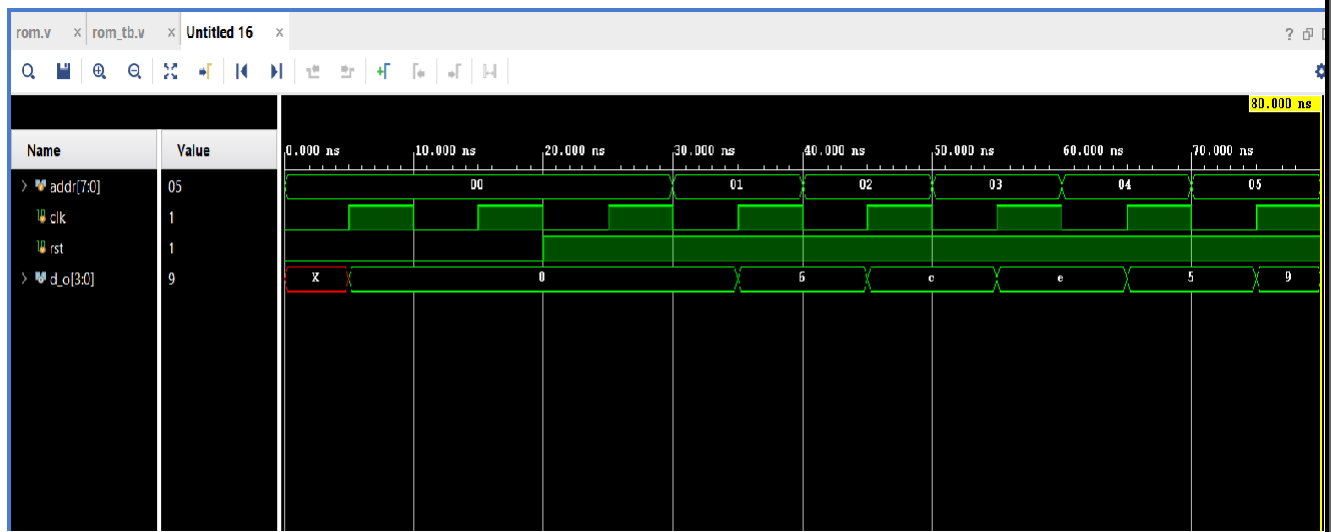 rom.v x rom_tb.v x Untitled 16 x ?
80.000 ns
Name Value 0.000 ns 10.000 ns 20.000 ns 30.000 ns 40.000 ns 50.000 ns 60.000 ns 70.000 ns
> addr[7:0] 05 00 01 02 03 04 05
clk 1
rst 1
> d_o[3:0] 9 X 0 6 c e 5 9